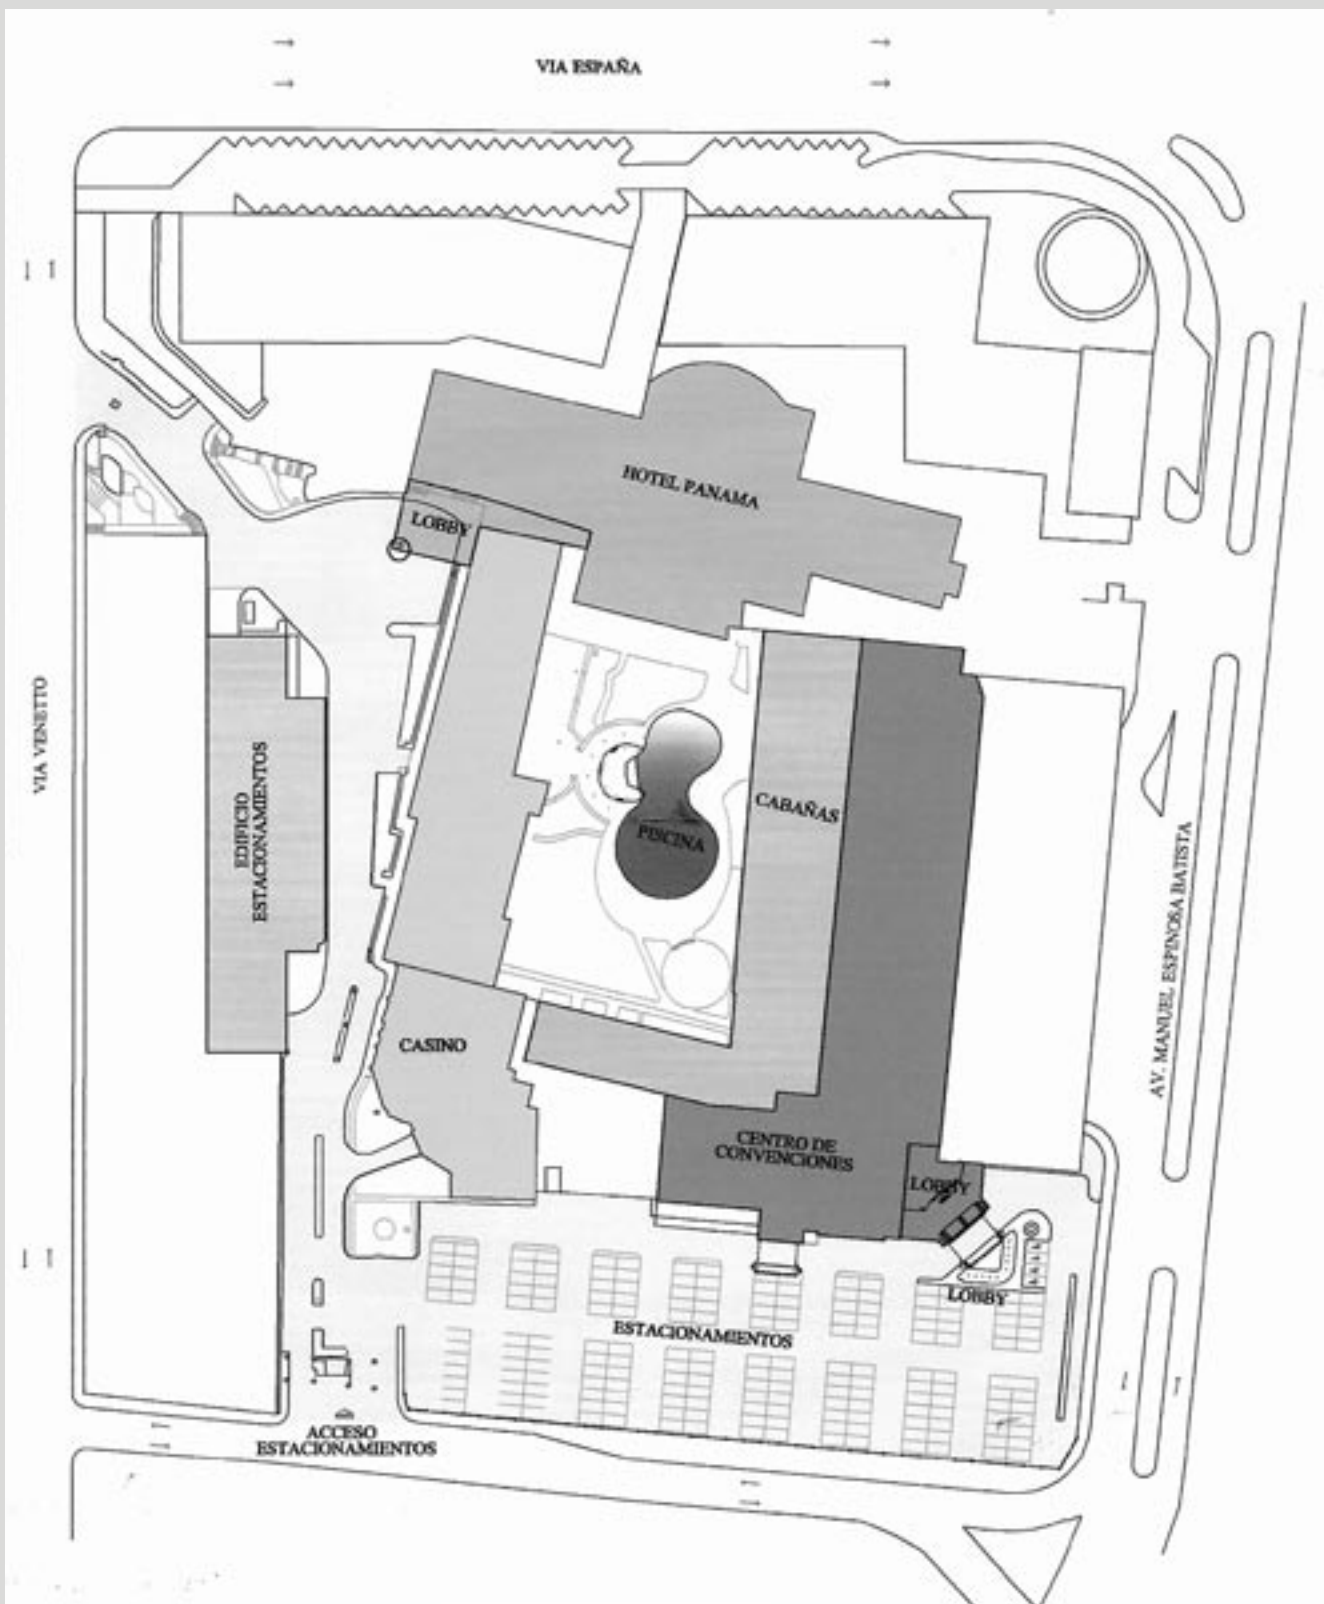 VIA ESPAÑA
HOTEL PANAMA
LOBBY
VIA VENETTO
EDIFICIO
ESTACIONAMIENTOS
CABAÑAS
PISCINA
AV. MANUEL ESPINOSA BATISTA
CASINO
CENTRO DE
CONVENCIONES
LOBBY
LOBBY
ESTACIONAMIENTOS
ACCESO
ESTACIONAMIENTOS